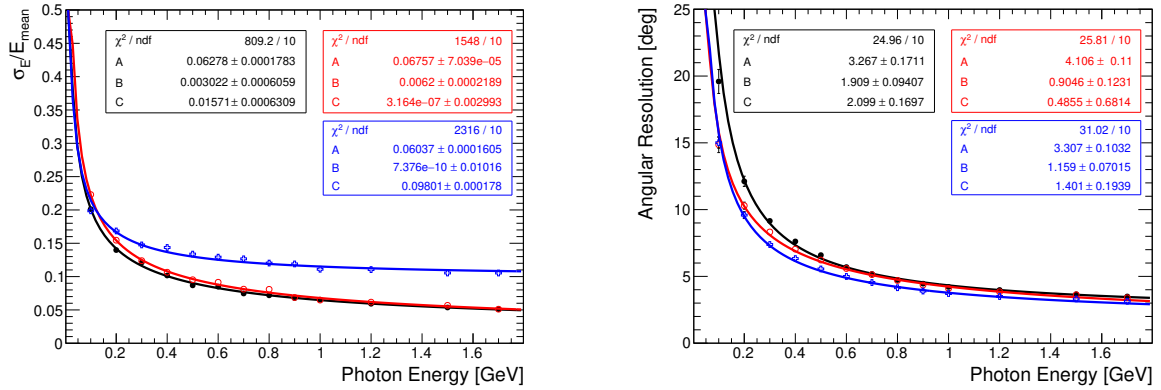 σ_E/E_mean
0.5
0.45
0.4
0.35
0.3
0.25
0.2
0.15
0.1
0.05
0
χ² / ndf 809.2 / 10
A 0.06278 ± 0.0001783
B 0.003022 ± 0.0006059
C 0.01571 ± 0.0006309
χ² / ndf 1548 / 10
A 0.06757 ± 7.039e−05
B 0.0062 ± 0.0002189
C 3.164e−07 ± 0.002993
χ² / ndf 2316 / 10
A 0.06037 ± 0.0001605
B 7.376e−10 ± 0.01016
C 0.09801 ± 0.000178
0.2 0.4 0.6 0.8 1 1.2 1.4 1.6
Photon Energy [GeV]
Angular Resolution [deg]
25
20
15
10
5
0
χ² / ndf 24.96 / 10
A 3.267 ± 0.1711
B 1.909 ± 0.09407
C 2.099 ± 0.1697
χ² / ndf 25.81 / 10
A 4.106 ± 0.11
B 0.9046 ± 0.1231
C 0.4855 ± 0.6814
χ² / ndf 31.02 / 10
A 3.307 ± 0.1032
B 1.159 ± 0.07015
C 1.401 ± 0.1939
0.2 0.4 0.6 0.8 1 1.2 1.4 1.6
Photon Energy [GeV]